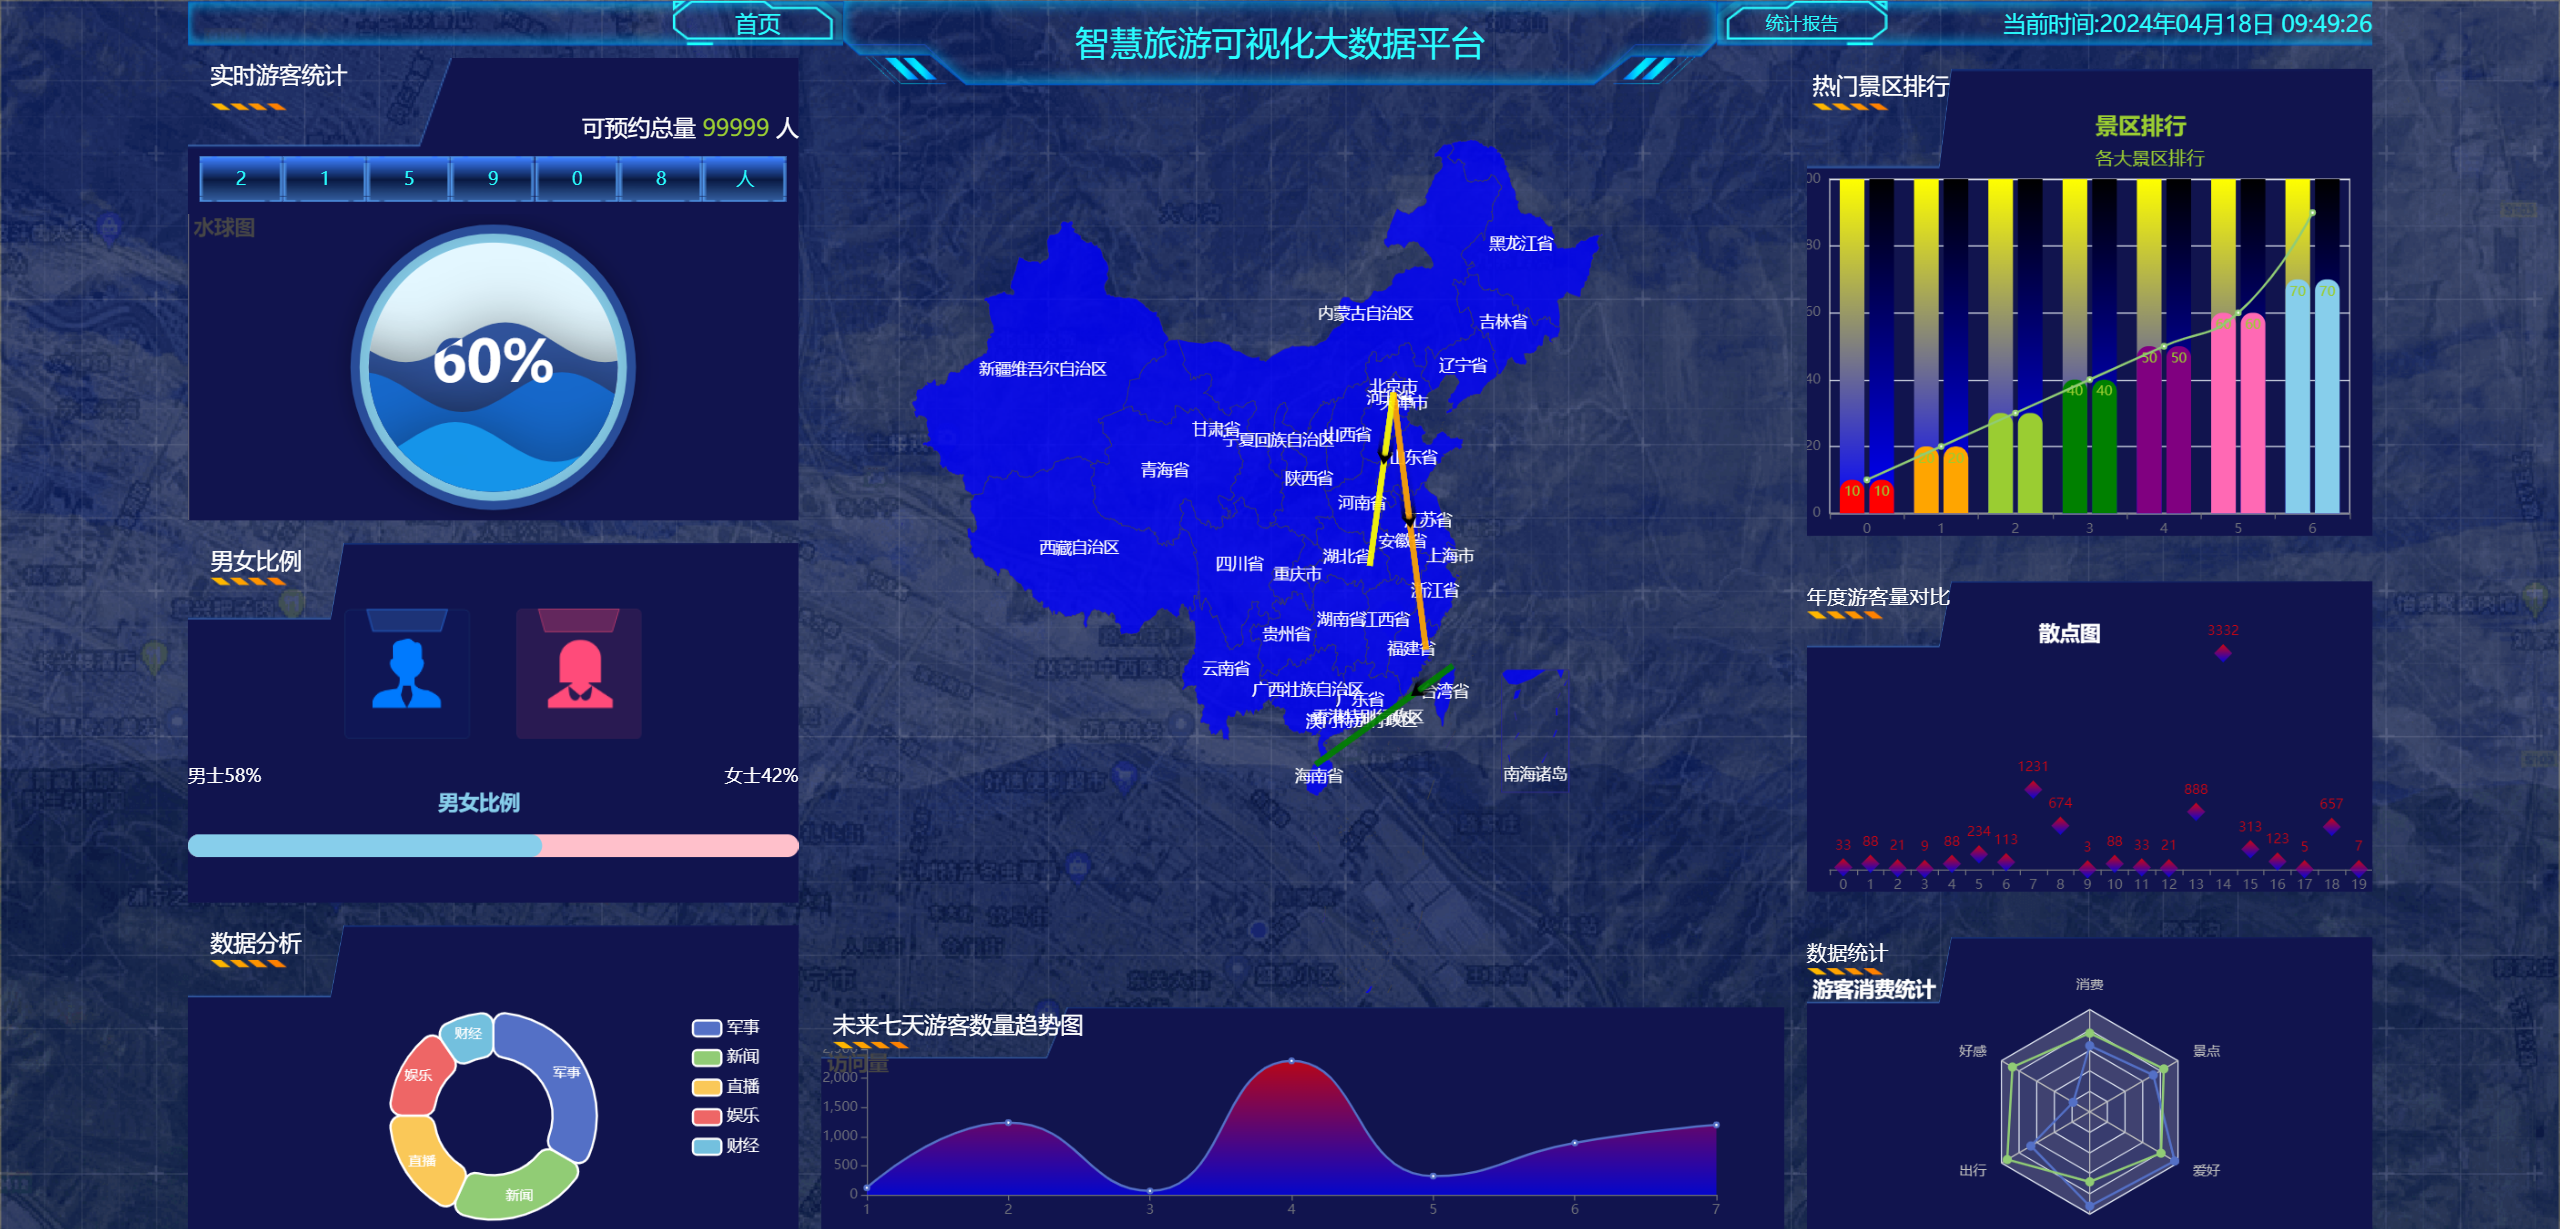 首页
智慧旅游可视化大数据平台
统计报告
当前时间:2024年04月18日 09:49:26
实时游客统计
可预约总量 99999 人
2 1 5 9 0 8 人
水球图
60%
男女比例
男士58%
女士42%
男女比例
数据分析
财经
军事
娱乐
直播
新闻
军事
新闻
直播
娱乐
财经
黑龙江省
内蒙古自治区
吉林省
新疆维吾尔自治区
辽宁省
北京市
河北省
天津市
甘肃省
宁夏回族自治区
山西省
山东省
青海省
陕西省
河南省
江苏省
西藏自治区
安徽省
四川省
湖北省
上海市
重庆市
浙江省
湖南省
江西省
贵州省
福建省
云南省
广西壮族自治区
广东省
台湾省
香港特别行政区
澳门特别行政区
海南省
南海诸岛
未来七天游客数量趋势图
访问量
2,000
1,500
1,000
500
0
1 2 3 4 5 6 7
热门景区排行
景区排行
各大景区排行
80
60
40
20
0
10 10
40 40
50 50
60 60
70 70
0 1 2 3 4 5 6
年度游客量对比
散点图
33 88 21 9 88 234 113 1231 674 3 88 33 21 888 3332 313 123 5 657 7
0 1 2 3 4 5 6 7 8 9 10 11 12 13 14 15 16 17 18 19
数据统计
游客消费统计
消费
好感
景点
出行
爱好